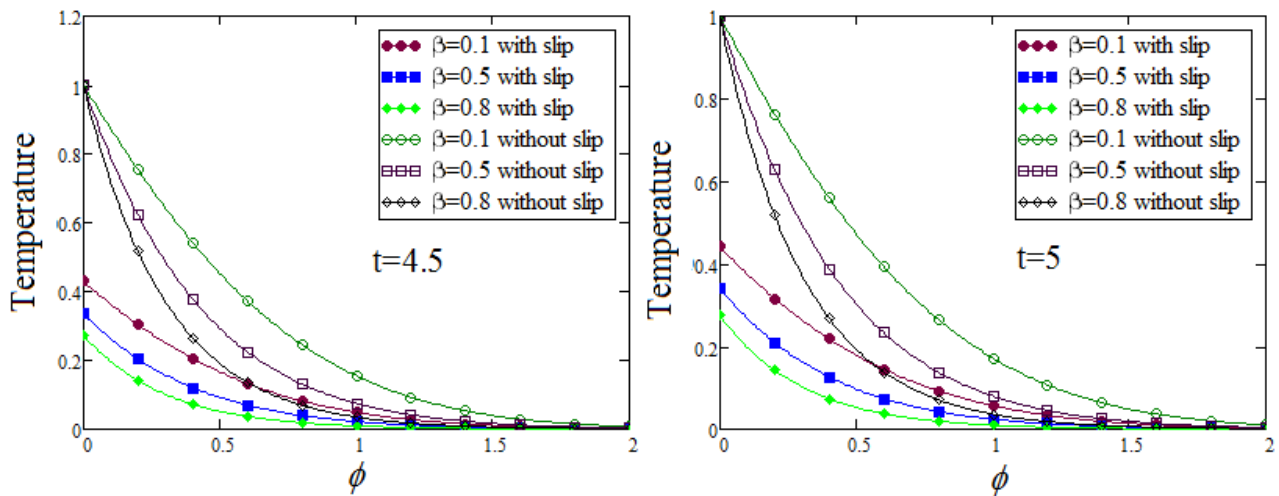 1.2
1
0.8
0.6
0.4
0.2
0
Temperature
β=0.1 with slip
β=0.5 with slip
β=0.8 with slip
β=0.1 without slip
β=0.5 without slip
β=0.8 without slip
t=4.5
0 0.5 1 1.5 2
ϕ
1
0.8
0.6
0.4
0.2
0
Temperature
β=0.1 with slip
β=0.5 with slip
β=0.8 with slip
β=0.1 without slip
β=0.5 without slip
β=0.8 without slip
t=5
0 0.5 1 1.5 2
ϕ